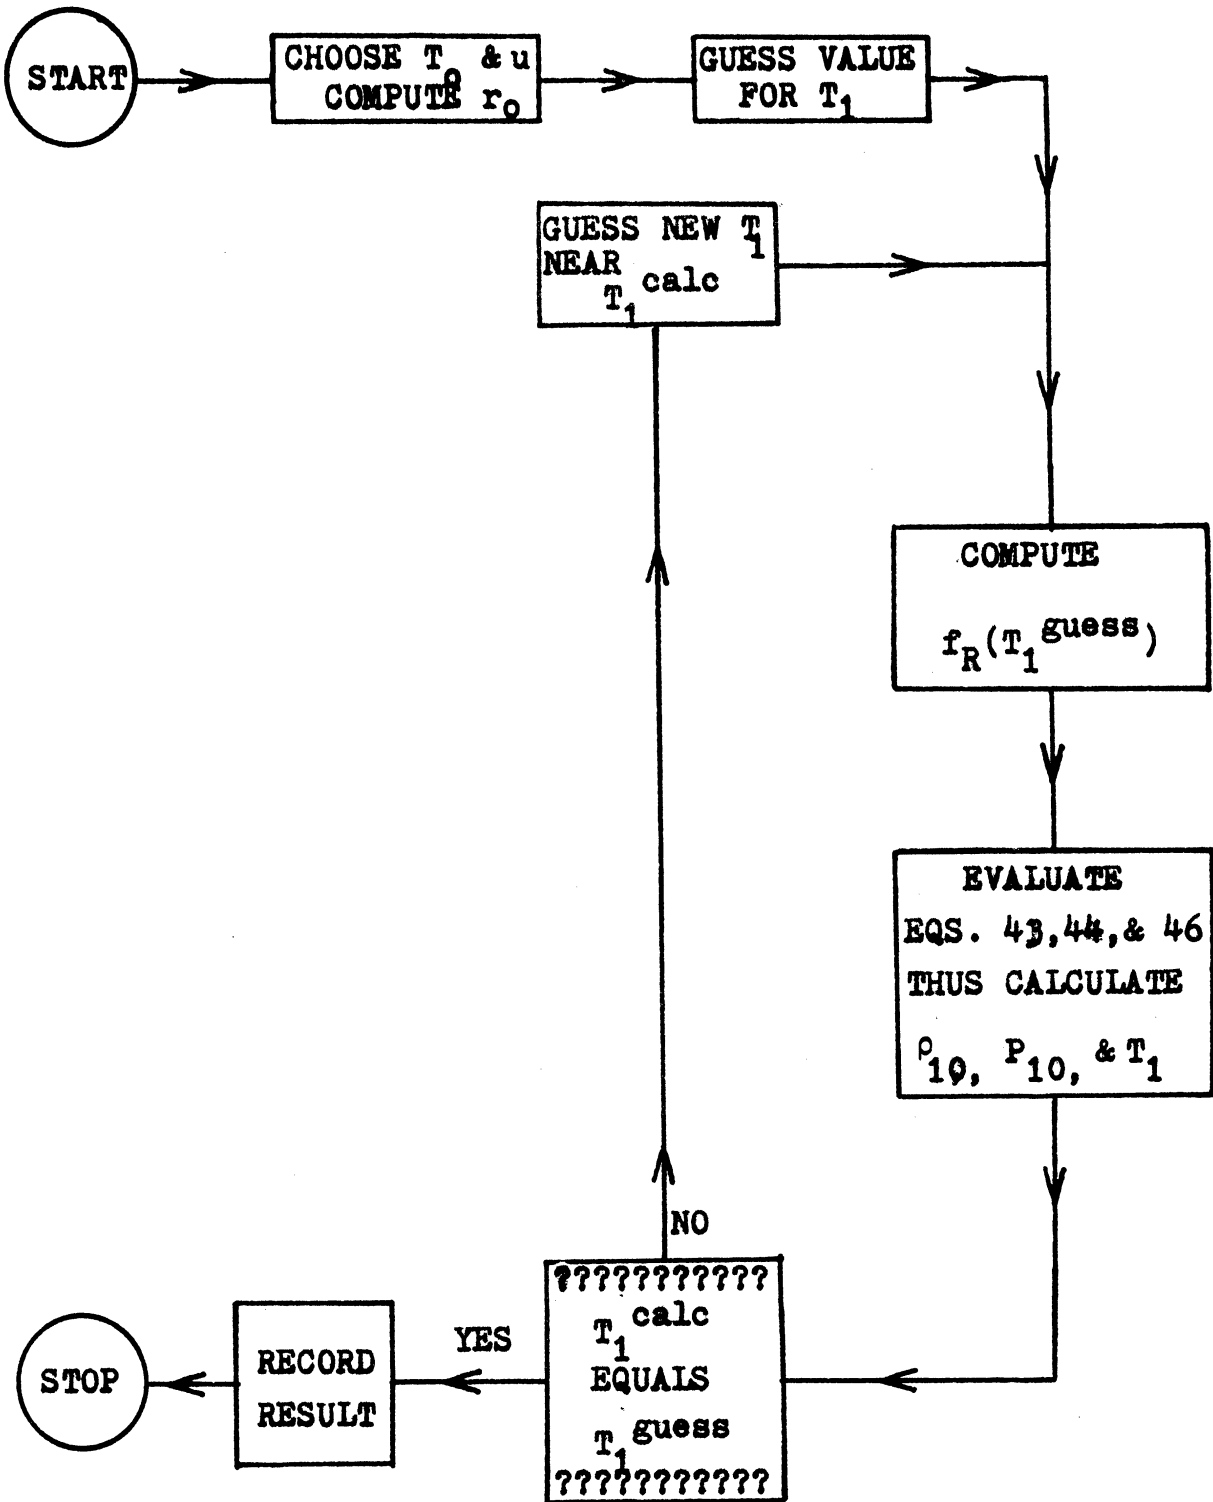 START
CHOOSE T₀ & u
COMPUTE r₀
GUESS VALUE
FOR T₁
GUESS NEW T₁
NEAR
T₁ calc
COMPUTE
f_R(T₁ guess)
EVALUATE
EQS. 43,44,& 46
THUS CALCULATE
ρ₁₀, P₁₀, & T₁
NO
???????????
T₁ calc
EQUALS
T₁ guess
???????????
YES
RECORD
RESULT
STOP